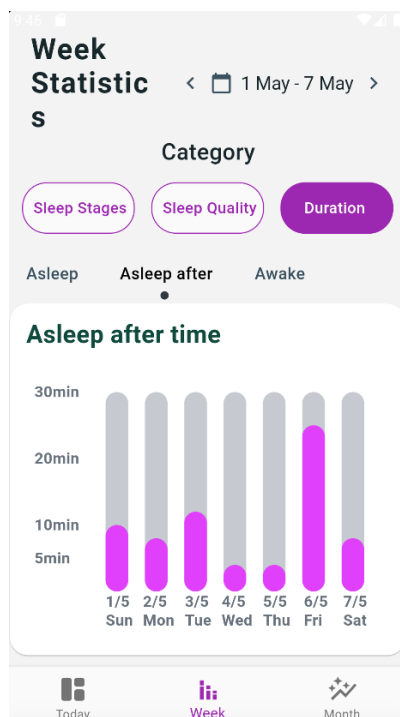 9:46
Week
Statistic
s
1 May - 7 May
Category
Sleep Stages
Sleep Quality
Duration
Asleep
Asleep after
Awake
Asleep after time
30min
20min
10min
5min
1/5 2/5 3/5 4/5 5/5 6/5 7/5
Sun Mon Tue Wed Thu Fri Sat
Today
Week
Month